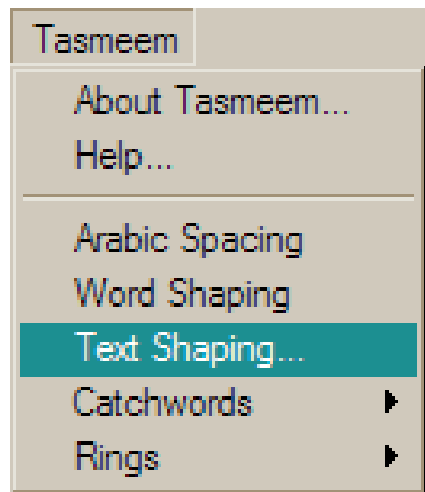 Tasmeem
About Tasmeem...
Help...
Arabic Spacing
Word Shaping
Text Shaping...
Catchwords
Rings